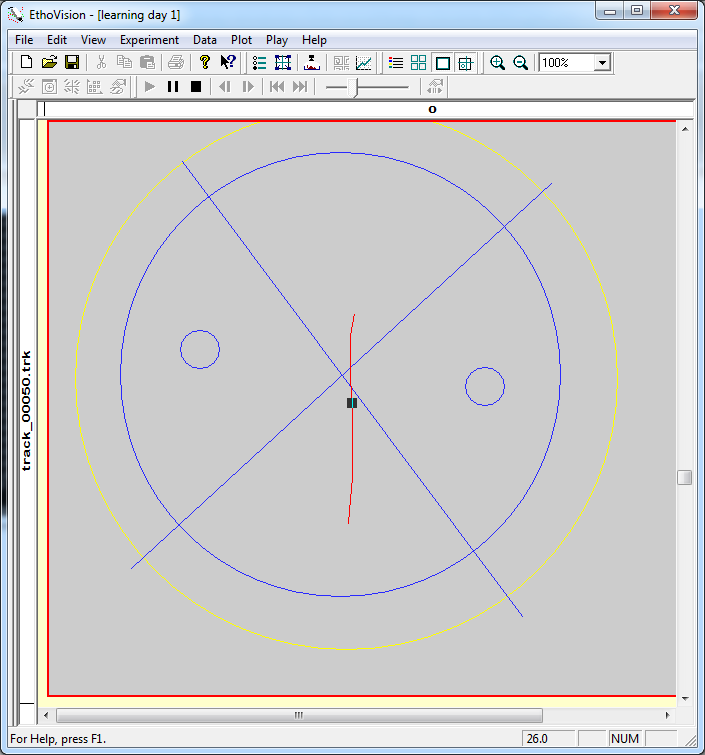 EthoVision - [learning day 1]
File Edit View Experiment Data Plot Play Help
100%
0
track_00050.trk
For Help, press F1.
26.0
NUM